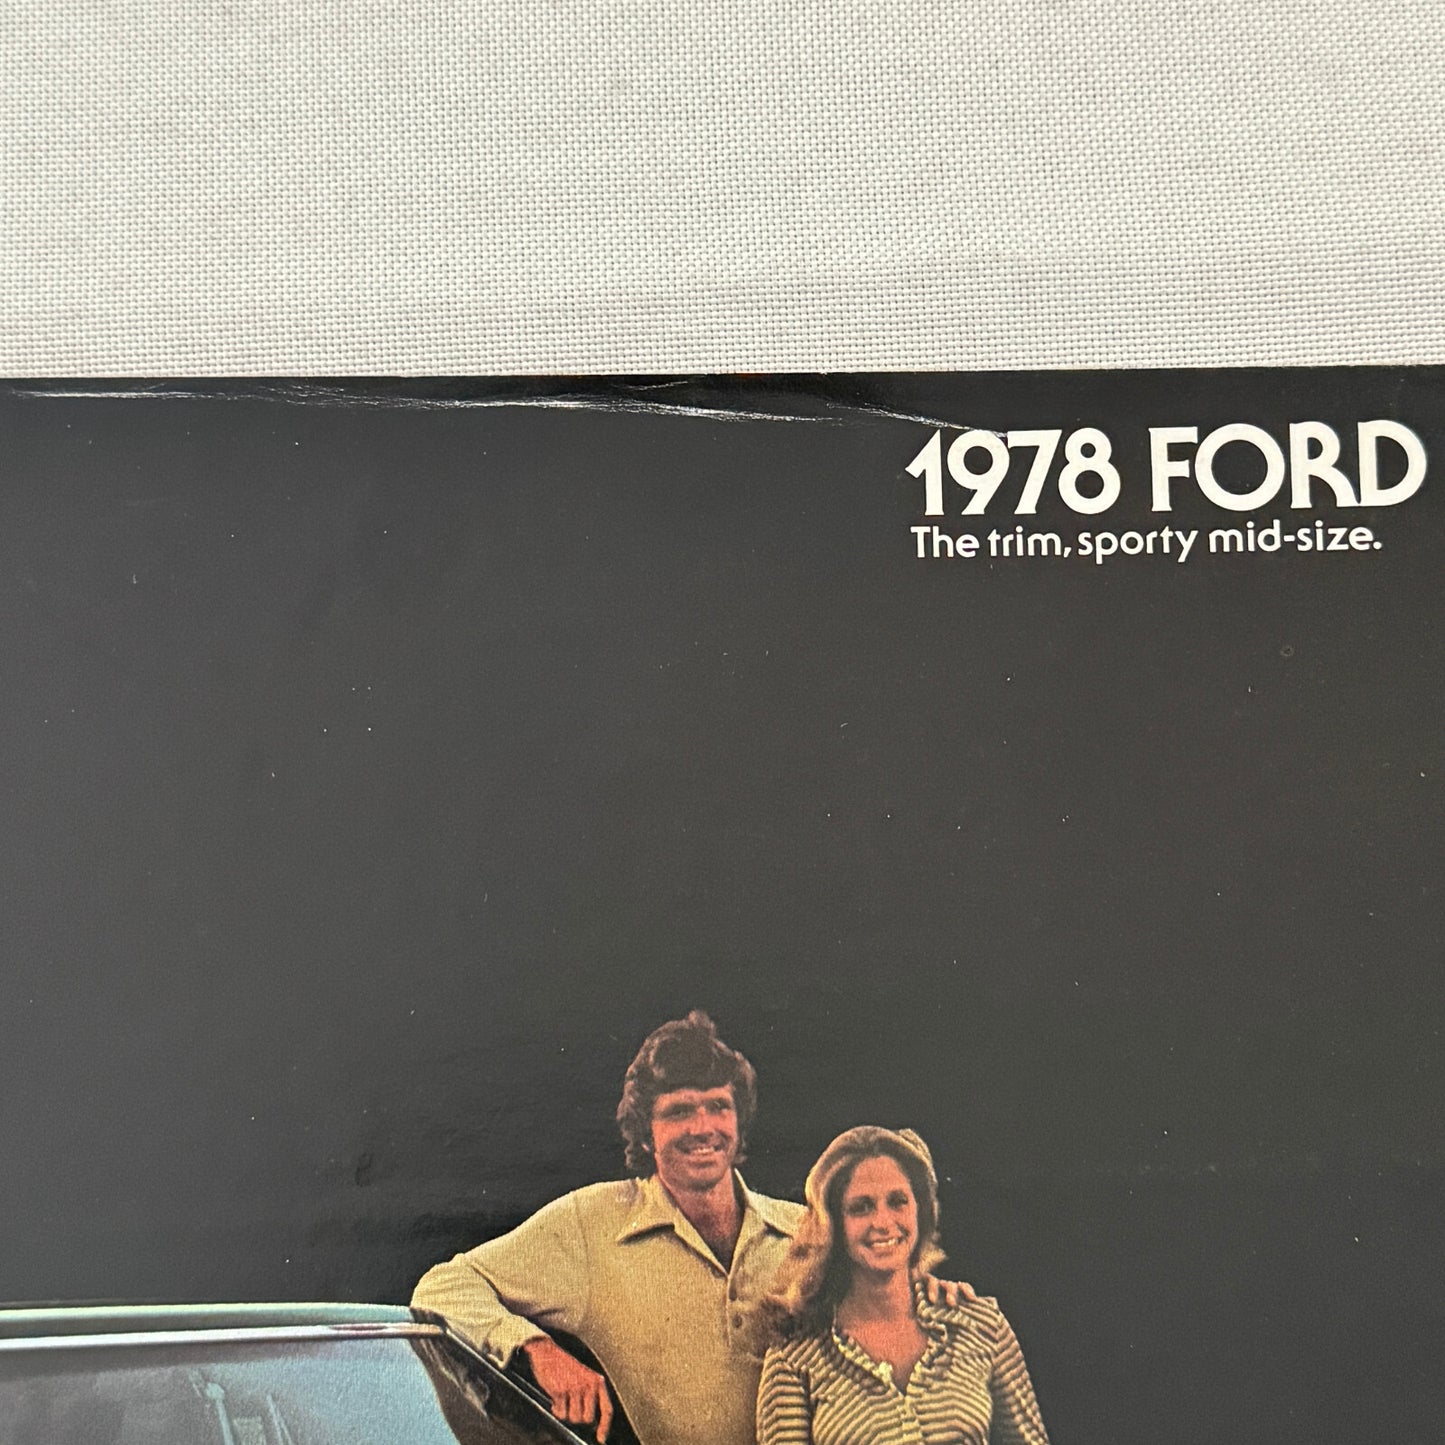 1978 FORD
The trim, sporty mid-size.